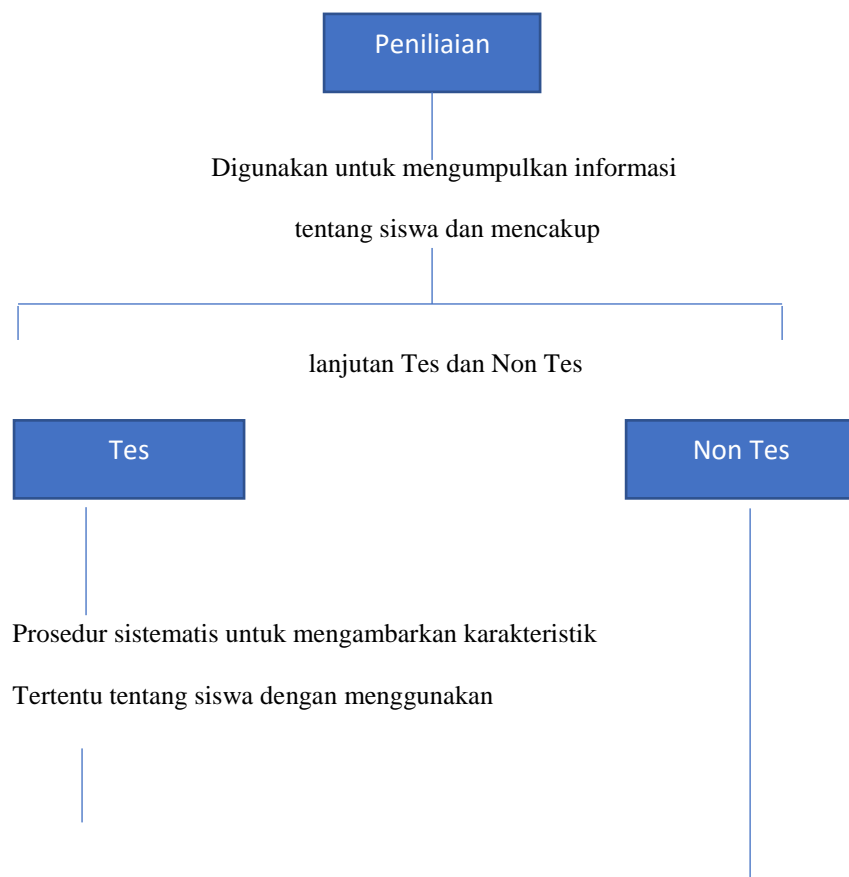 Peniliaian
Digunakan untuk mengumpulkan informasi
tentang siswa dan mencakup
lanjutan Tes dan Non Tes
Tes
Non Tes
Prosedur sistematis untuk mengambarkan karakteristik
Tertentu tentang siswa dengan menggunakan